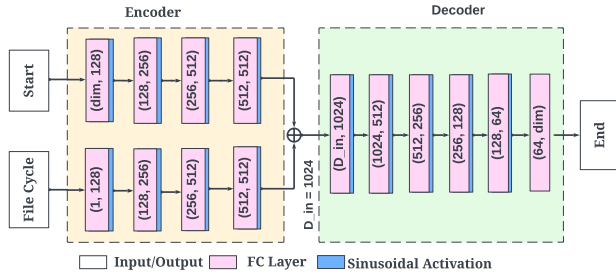 Encoder
Decoder
Start
(dim, 128)
(128, 256)
(256, 512)
(512, 512)
File Cycle
(1, 128)
(128, 256)
(256, 512)
(512, 512)
D_in = 1024
(D_in, 1024)
(1024, 512)
(512, 256)
(256, 128)
(128, 64)
(64, dim)
End
Input/Output
FC Layer
Sinusoidal Activation